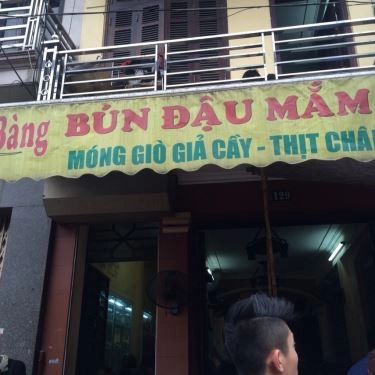 Bàng BÚN ĐẬU MẮM
MÓNG GIÒ GIẢ CẦY - THỊT CHÂ
129